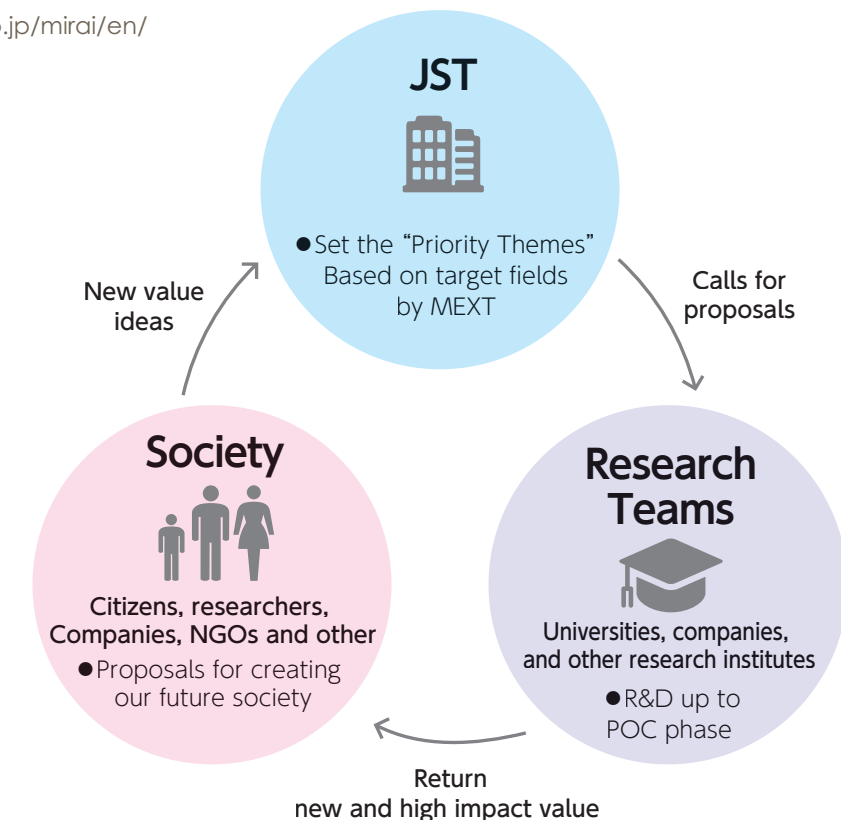 .jp/mirai/en/
JST
●Set the “Priority Themes”
Based on target fields
by MEXT
New value
ideas
Calls for
proposals
Society
Citizens, researchers,
Companies, NGOs and other
●Proposals for creating
our future society
Research
Teams
Universities, companies,
and other research institutes
●R&D up to
POC phase
Return
new and high impact value